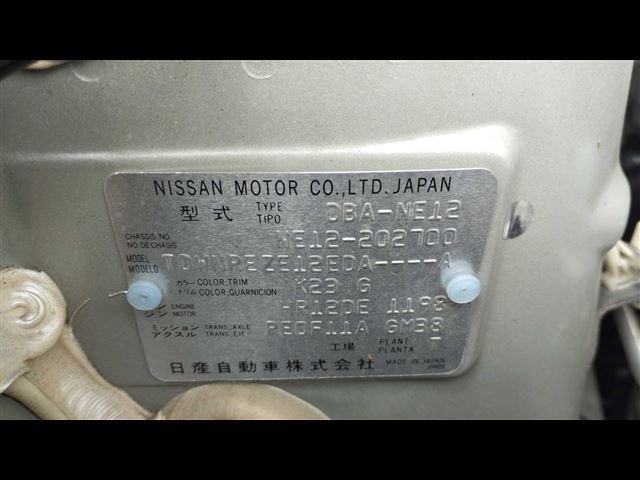 NISSAN MOTOR CO.,LTD. JAPAN
型式 TYPE TIPO DBA-NE12
CHASSIS NO. NO.DECHASIS NE12-202700
MODEL MODELO TDWNREZE12EDA----A
カラー COLOR,TRIM トリム COLOR,GUARNICION K23 G
エンジン ENGINE MOTOR HR12DE 1198
ミッション TRANS.AXLE アクスル TRANS.EJE RE0F11A GM38
工場 PLANT PLANTA T
日産自動車株式会社 MADE IN JAPAN